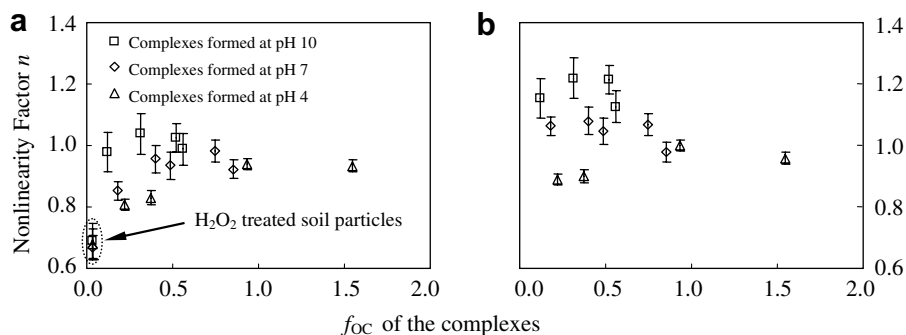 a
b
1.4
1.2
1.0
0.8
0.6
Nonlinearity Factor n
Complexes formed at pH 10
Complexes formed at pH 7
Complexes formed at pH 4
H₂O₂ treated soil particles
0.0 0.5 1.0 1.5 2.0
0.0 0.5 1.0 1.5 2.0
1.4
1.2
1.0
0.8
0.6
fOC of the complexes